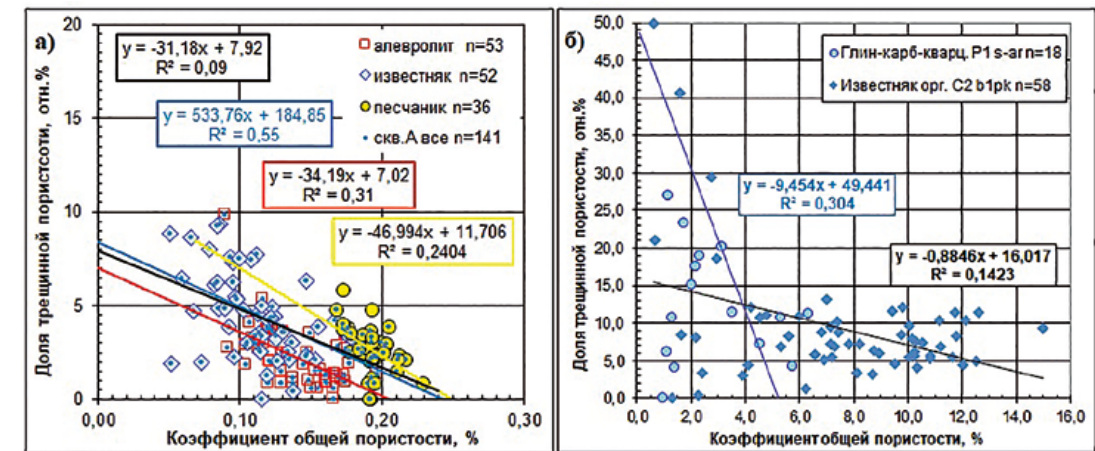 а)
20
15
10
5
0
0,00
0,10
0,20
0,30
Доля трещинной пористости, отн.%
Коэффициент общей пористости, %
y = -31,18x + 7,92
R² = 0,09
y = 533,76x + 184,85
R² = 0,55
y = -34,19x + 7,02
R² = 0,31
y = -46,994x + 11,706
R² = 0,2404
алевролит n=53
известняк n=52
песчаник n=36
скв.А все n=141
б)
50,0
45,0
40,0
35,0
30,0
25,0
20,0
15,0
10,0
5,0
0,0
0,0
2,0
4,0
6,0
8,0
10,0
12,0
14,0
16,0
Доля трещинной пористости, отн.%
Коэффициент общей пористости, %
Глин-карб-кварц. P1 s-ar n=18
Известняк орг. C2 b1pk n=58
y = -9,454x + 49,441
R² = 0,304
y = -0,8846x + 16,017
R² = 0,1423